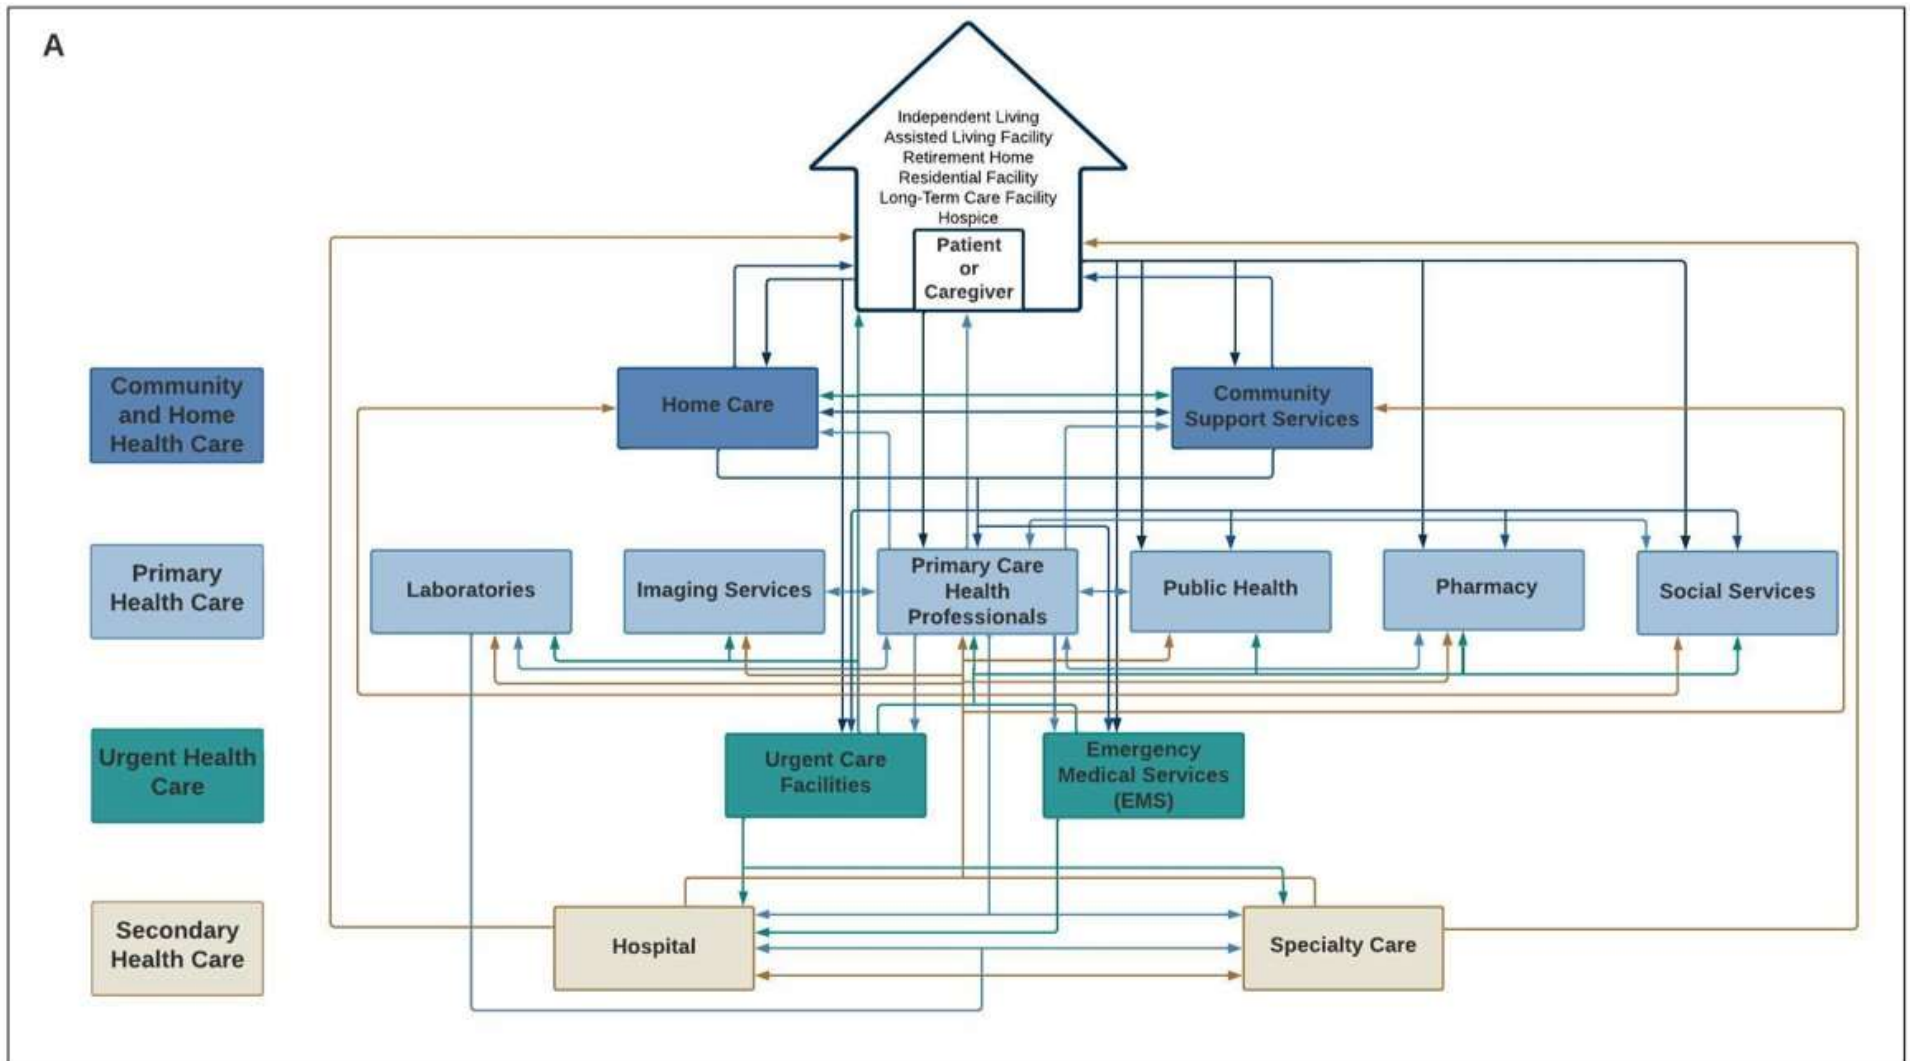 A
Independent Living
Assisted Living Facility
Retirement Home
Residential Facility
Long-Term Care Facility
Hospice
Patient
or
Caregiver
Community
and Home
Health Care
Home Care
Community
Support Services
Primary
Health Care
Laboratories
Imaging Services
Primary Care
Health
Professionals
Public Health
Pharmacy
Social Services
Urgent Health
Care
Urgent Care
Facilities
Emergency
Medical Services
(EMS)
Secondary
Health Care
Hospital
Specialty Care